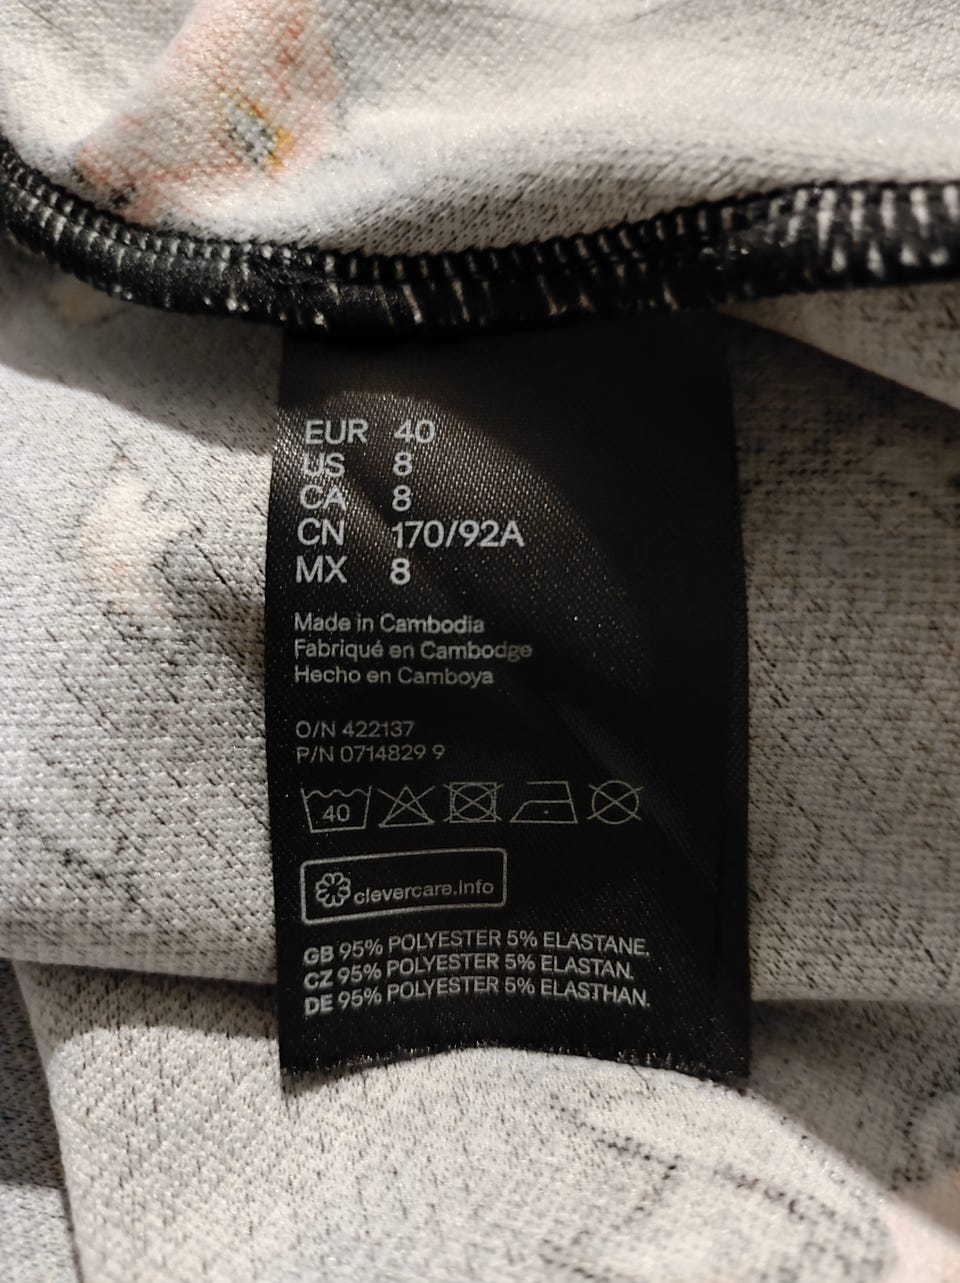 EUR 40
US 8
CA 8
CN 170/92A
MX 8
Made in Cambodia
Fabriqué en Cambodge
Hecho en Camboya
O/N 422137
P/N 0714829 9
40
clevercare.info
GB 95% POLYESTER 5% ELASTANE.
CZ 95% POLYESTER 5% ELASTAN.
DE 95% POLYESTER 5% ELASTHAN.